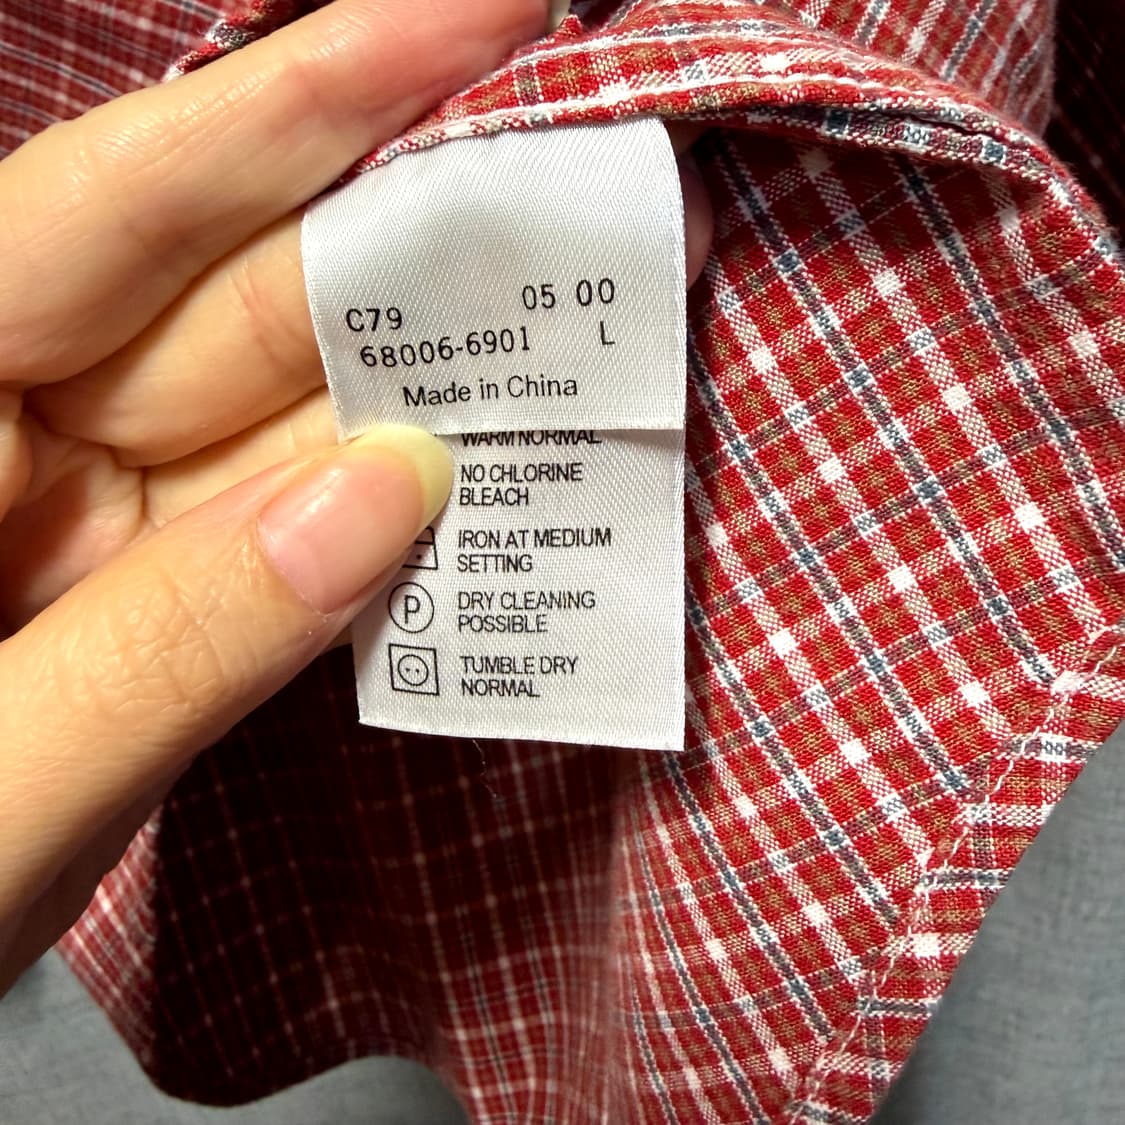 C79 05 00
68006-6901 L
Made in China
WARM NORMAL
NO CHLORINE
BLEACH
IRON AT MEDIUM
SETTING
P DRY CLEANING
POSSIBLE
TUMBLE DRY
NORMAL